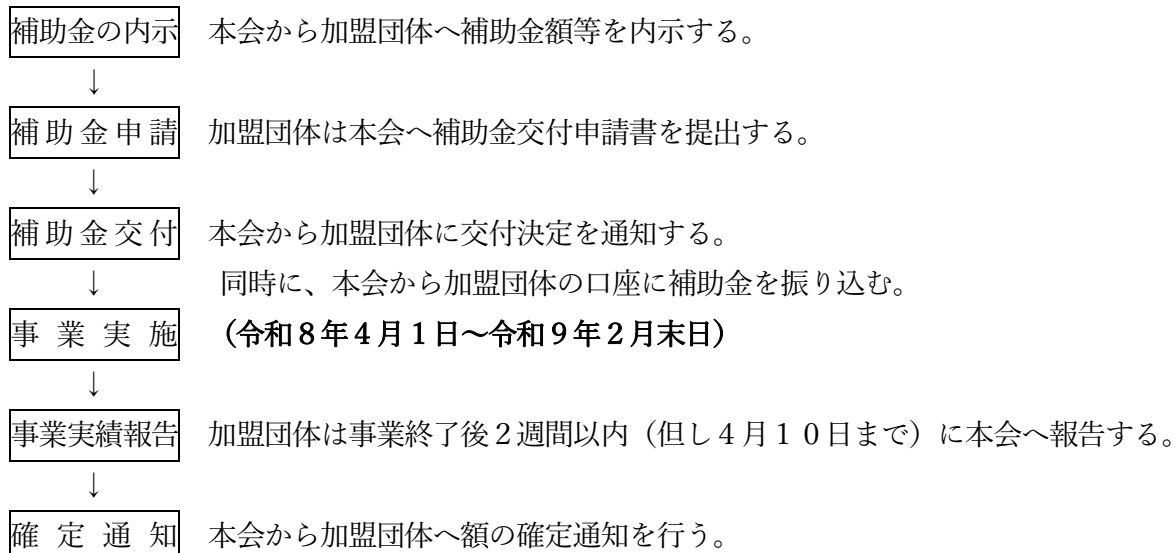 補助金の内示 本会から加盟団体へ補助金額等を内示する。
↓
補助金申請 加盟団体は本会へ補助金交付申請書を提出する。
↓
補助金交付 本会から加盟団体に交付決定を通知する。
↓ 同時に、本会から加盟団体の口座に補助金を振り込む。
事業実施 (令和8年4月1日~令和9年2月末日)
↓
事業実績報告 加盟団体は事業終了後2週間以内(但し4月10日まで)に本会へ報告する。
↓
確定通知 本会から加盟団体へ額の確定通知を行う。